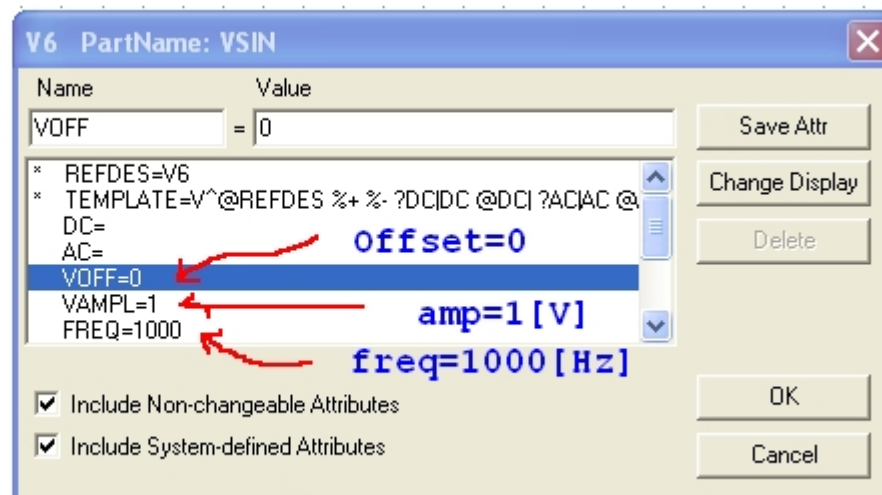 V6 PartName: VSIN
Name Value
VOFF = 0
Save Attr
* REFDES=V6
* TEMPLATE=V^@REFDES %+ %- ?DC|DC @DC| ?AC|AC @
Change Display
DC=
AC=
Offset=0
Delete
VOFF=0
VAMPL=1
amp=1[V]
FREQ=1000
freq=1000[Hz]
Include Non-changeable Attributes
OK
Include System-defined Attributes
Cancel